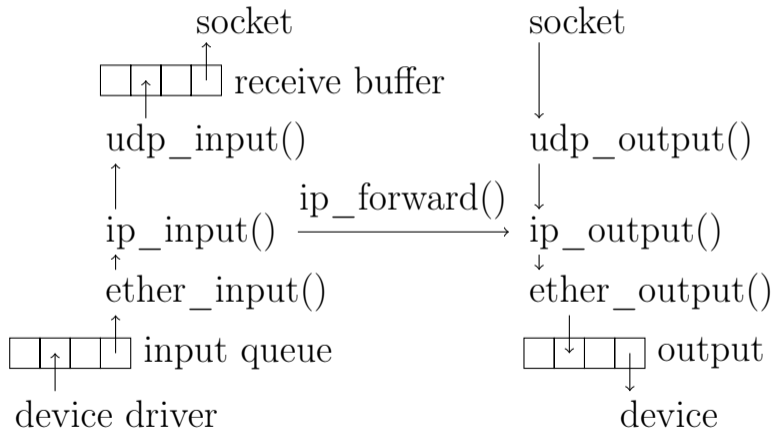 socket
receive buffer
udp_input()
ip_input()
ether_input()
input queue
device driver
ip_forward()
socket
udp_output()
ip_output()
ether_output()
output
device